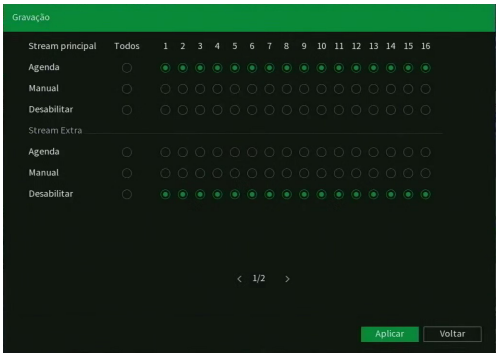 Gravação
Stream principal Todos 1 2 3 4 5 6 7 8 9 10 11 12 13 14 15 16
Agenda
Manual
Desabilitar
Stream Extra
Agenda
Manual
Desabilitar
< 1/2 >
Aplicar Voltar